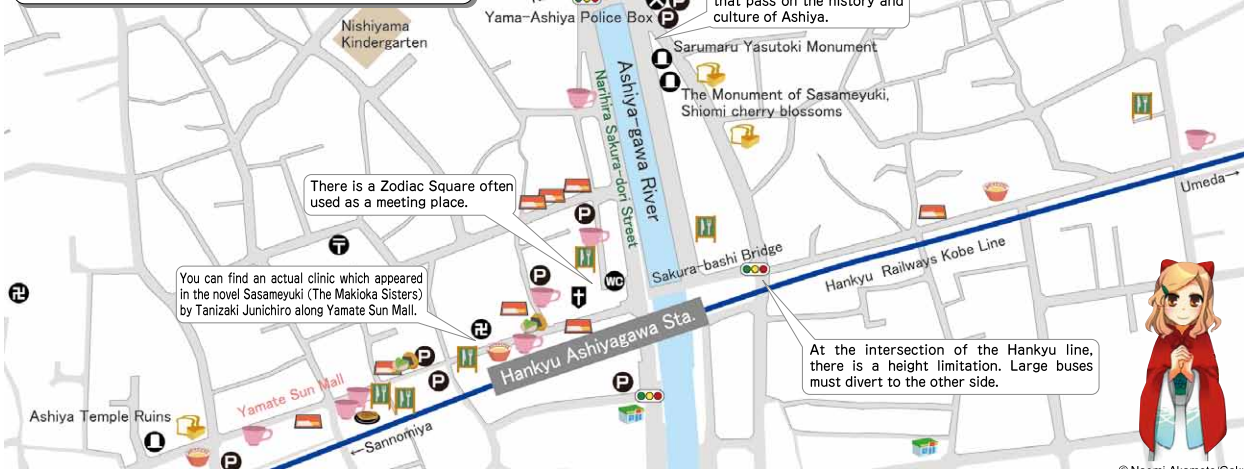 Nishiyama
Kindergarten
Yama-Ashiya Police Box
P
P
that pass on the history and
culture of Ashiya.
Sarumaru Yasutoki Monument
The Monument of Sasameyuki,
Shiomi cherry blossoms
Ashiya-gawa River
Narihira Sakura-dori Street
There is a Zodiac Square often
used as a meeting place.
P
Umeda→
Sakura-bashi Bridge
Hankyu Railways Kobe Line
〒
WC
P
卍
卍
You can find an actual clinic which appeared
in the novel Sasameyuki (The Makioka Sisters)
by Tanizaki Junichiro along Yamate Sun Mall.
Hankyu Ashiyagawa Sta.
At the intersection of the Hankyu line,
there is a height limitation. Large buses
must divert to the other side.
P
P
P
Yamate Sun Mall
Ashiya Temple Ruins
←Sannomiya
P